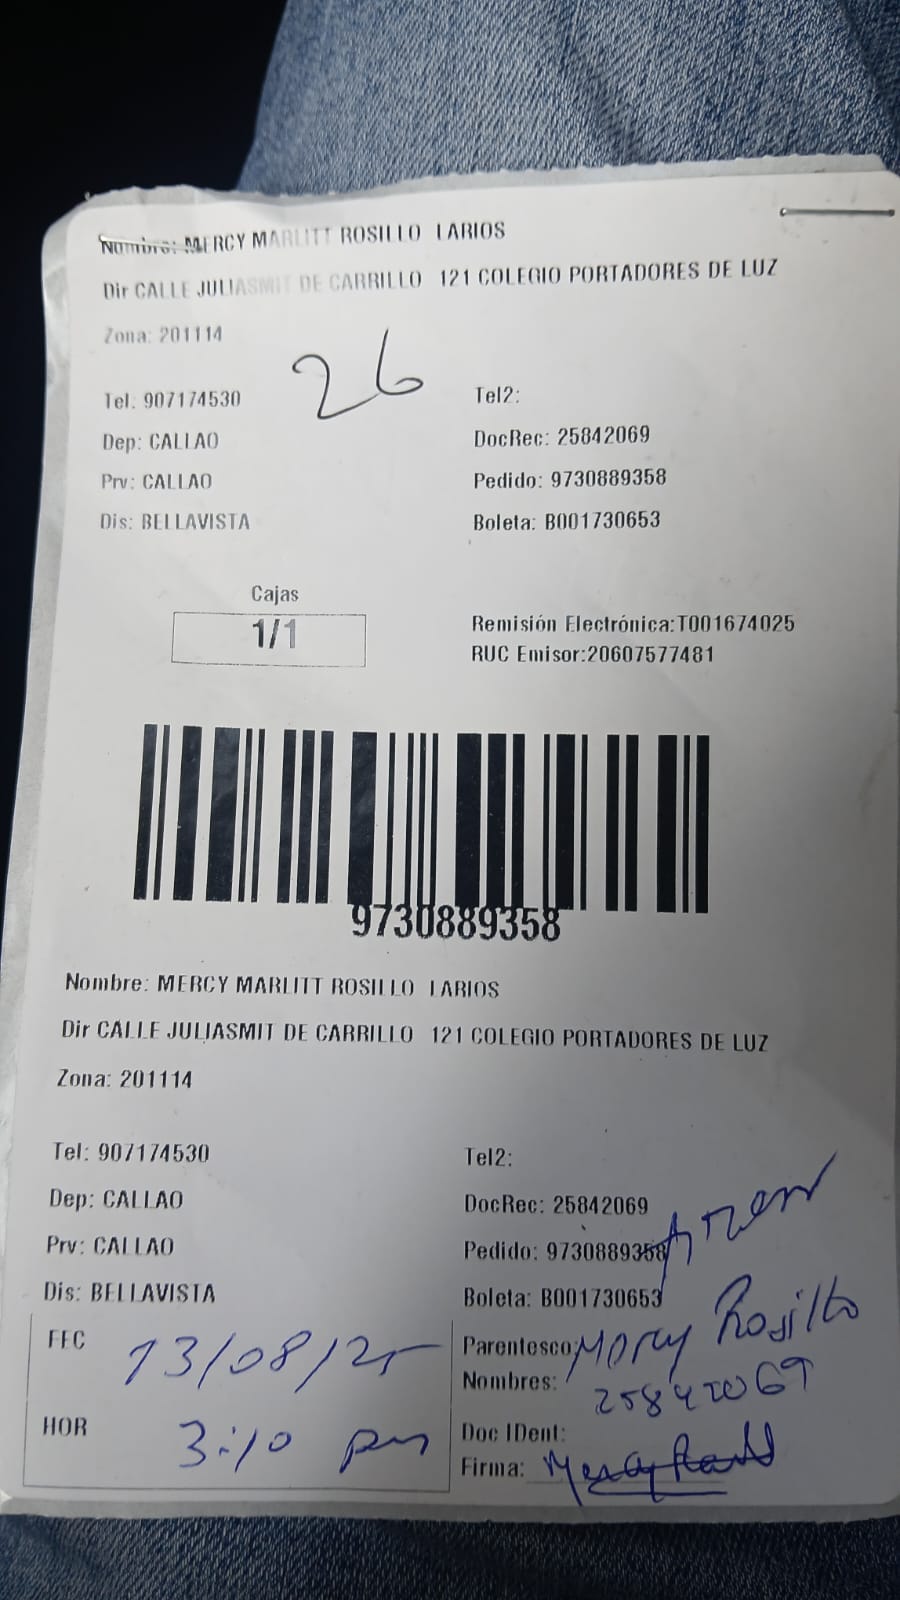 Nombre: MERCY MARLITT ROSILLO LARIOS
Dir CALLE JULIASMIT DE CARRILLO 121 COLEGIO PORTADORES DE LUZ
Zona: 201114
26
Tel: 907174530 Tel2:
Dep: CALLAO DocRec: 25842069
Prv: CALLAO Pedido: 9730889358
Dis: BELLAVISTA Boleta: B001730653
Cajas
1/1
Remisión Electrónica:T001674025
RUC Emisor:20607577481
9730889358
Nombre: MERCY MARLITT ROSILLO LARIOS
Dir CALLE JULIASMIT DE CARRILLO 121 COLEGIO PORTADORES DE LUZ
Zona: 201114
Tel: 907174530 Tel2:
Dep: CALLAO DocRec: 25842069
Prv: CALLAO Pedido: 9730889358
Dis: BELLAVISTA Boleta: B001730653
FEC 13/08/25 Parentesco: Mercy Rosillo
Nombres: 25842069
HOR 3:10 pm Doc IDent:
Firma: